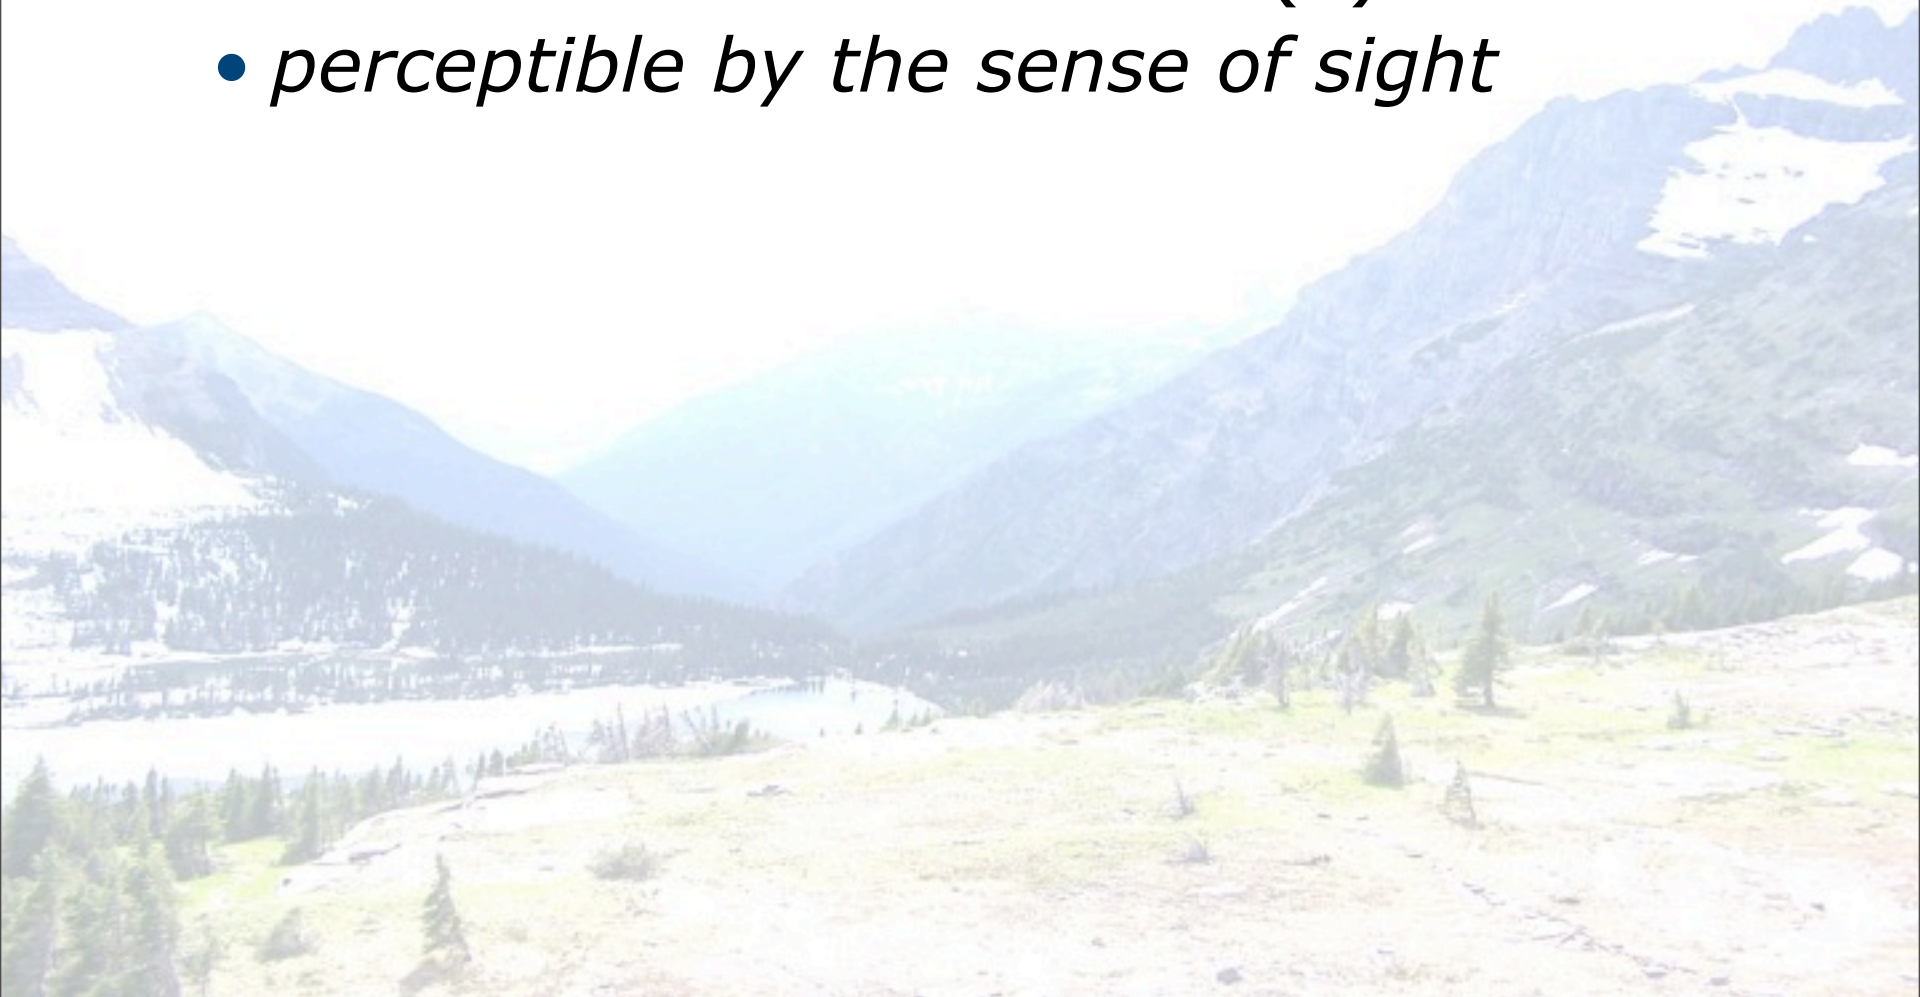 • perceptible by the sense of sight